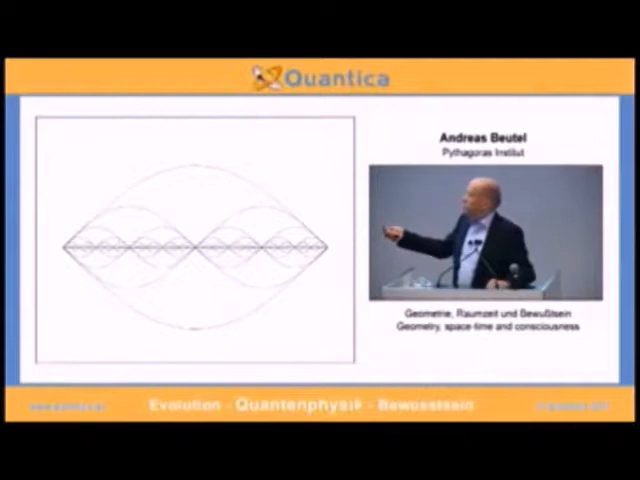 Quantica
Andreas Beutel
Pythagoras Institut
Geometrie, Raumzeit und Bewußtsein
Geometry, space-time and consciousness
Evolution - Quantenphysik - Bewusstsein